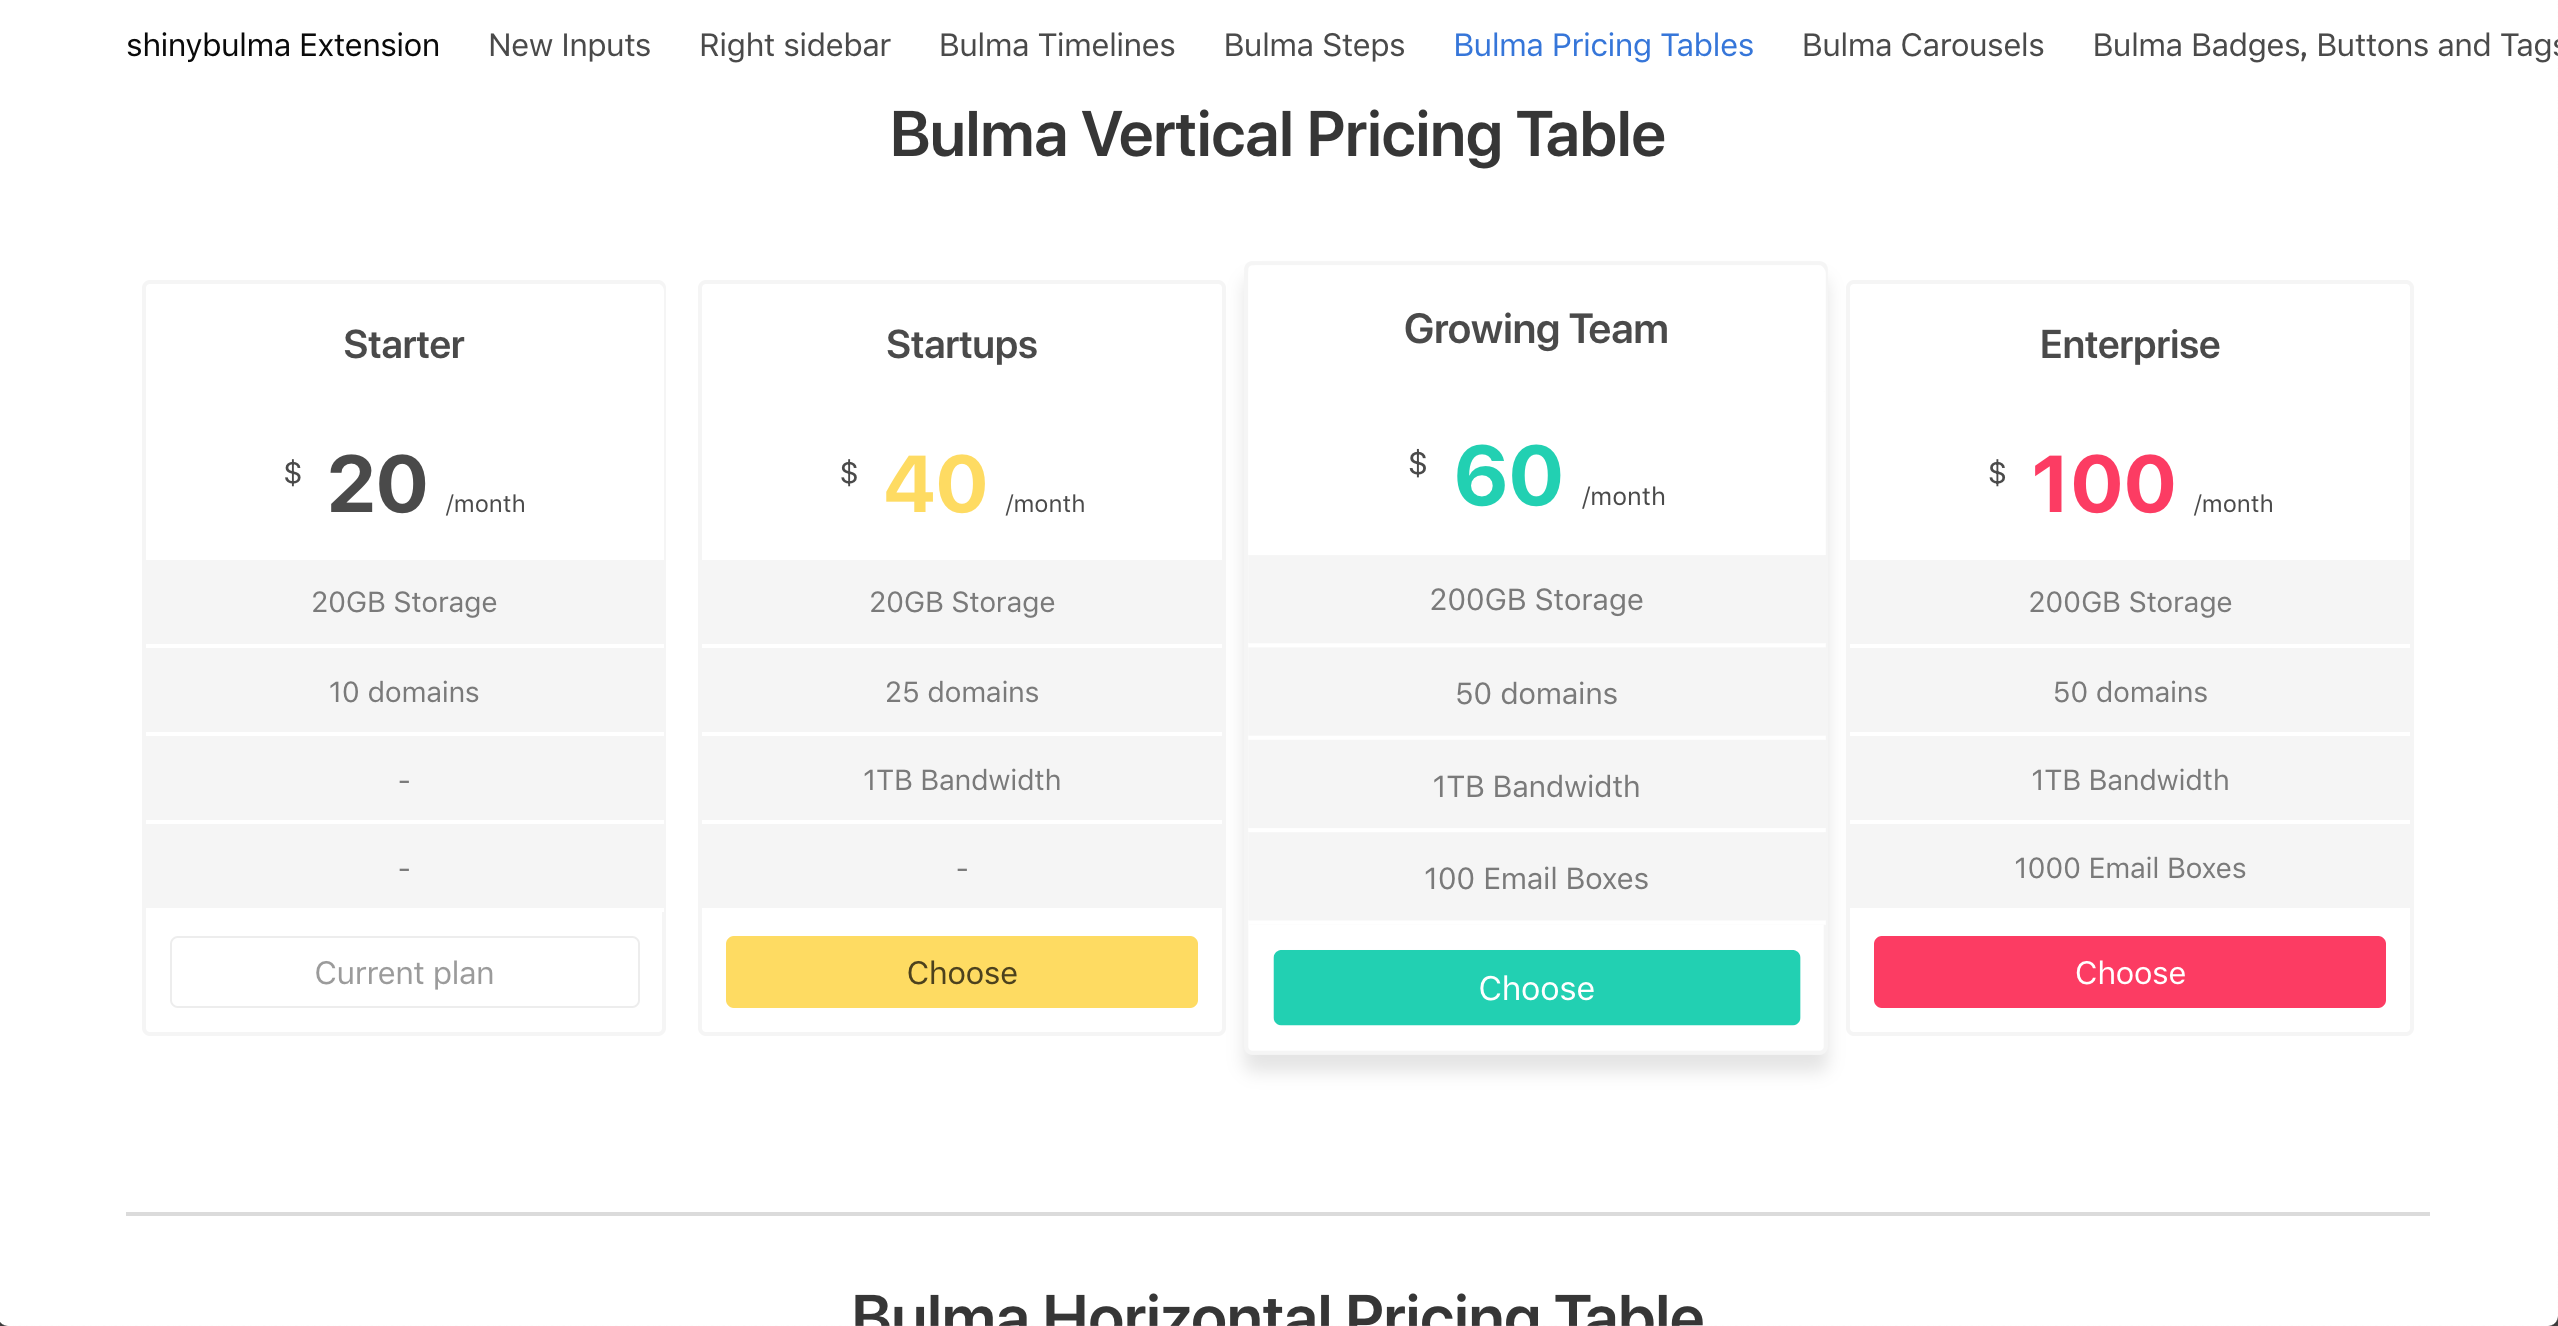 shinybulma Extension New Inputs Right sidebar Bulma Timelines Bulma Steps Bulma Pricing Tables Bulma Carousels Bulma Badges, Buttons and Tags
Bulma Vertical Pricing Table
Starter
$ 20 /month
20GB Storage
10 domains
-
-
Current plan
Startups
$ 40 /month
20GB Storage
25 domains
1TB Bandwidth
-
Choose
Growing Team
$ 60 /month
200GB Storage
50 domains
1TB Bandwidth
100 Email Boxes
Choose
Enterprise
$ 100 /month
200GB Storage
50 domains
1TB Bandwidth
1000 Email Boxes
Choose
Bulma Horizontal Pricing Table